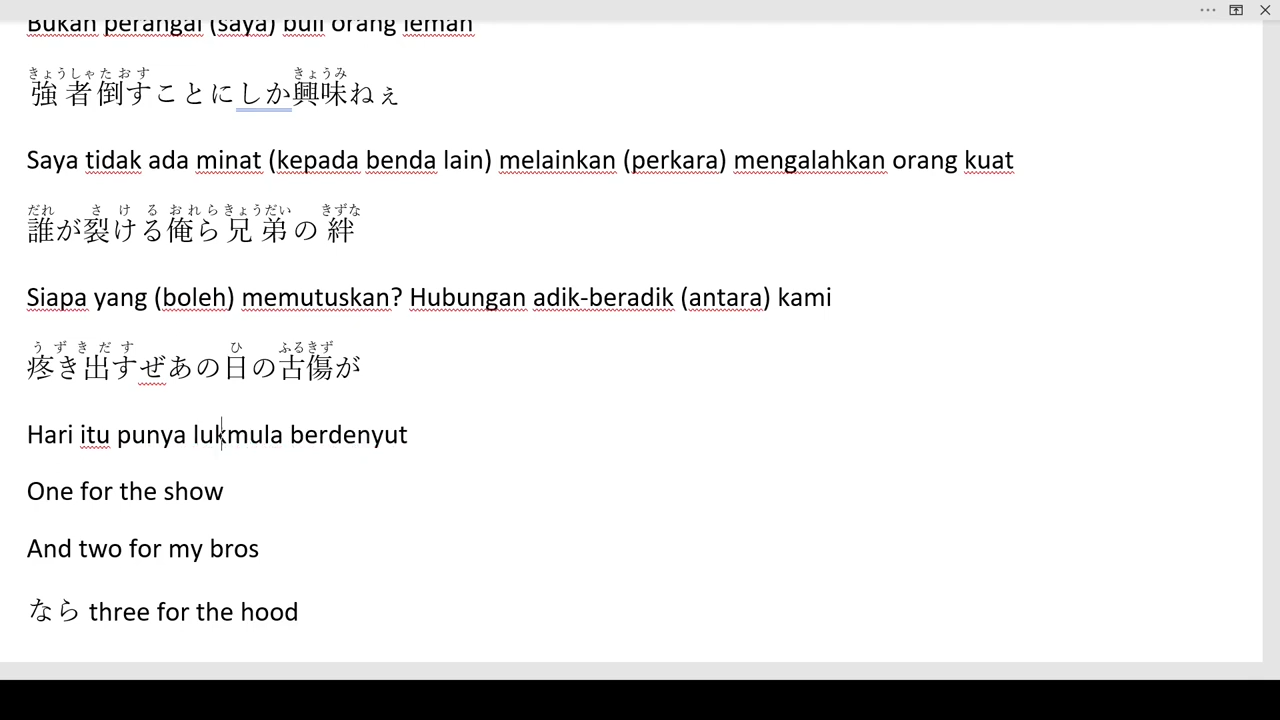 Bukan perangai (saya) buli orang lemah
きょうしゃたおす きょうみ
強者倒すことにしか興味ねぇ
Saya tidak ada minat (kepada benda lain) melainkan (perkara) mengalahkan orang kuat
だれ さける おれらきょうだい きずな
誰が裂ける俺ら兄弟の絆
Siapa yang (boleh) memutuskan? Hubungan adik-beradik (antara) kami
うずきだす ひ ふるきず
疼き出すぜあの日の古傷が
Hari itu punya lukmula berdenyut
One for the show
And two for my bros
なら three for the hood